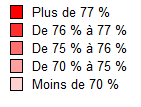 Plus de 77 %
De 76 % à 77 %
De 75 % à 76 %
De 70 % à 75 %
Moins de 70 %